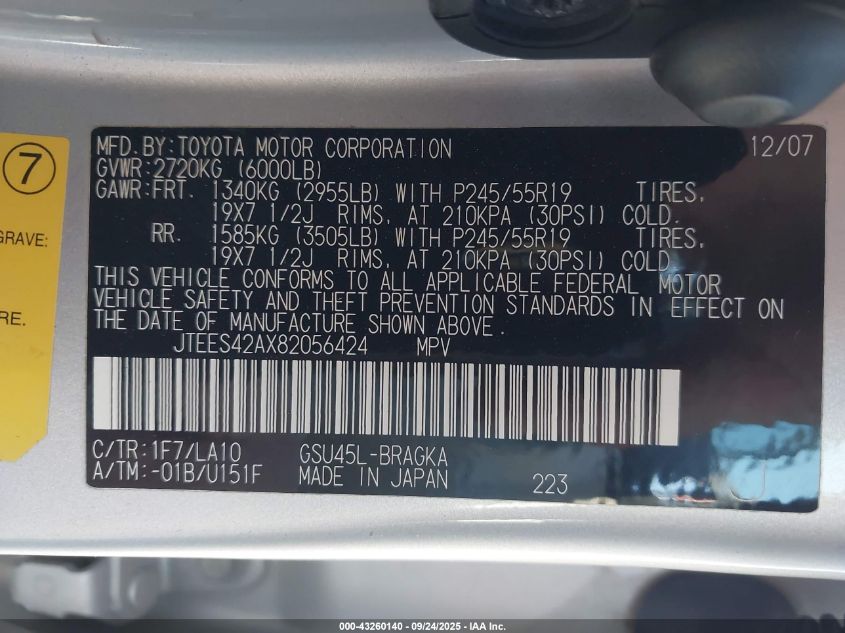 7
GRAVE:
RE.
MFD.BY:TOYOTA MOTOR CORPORATION 12/07
GVWR:2720KG (6000LB)
GAWR:FRT. 1340KG (2955LB) WITH P245/55R19 TIRES,
19X7 1/2J RIMS, AT 210KPA (30PSI) COLD.
RR. 1585KG (3505LB) WITH P245/55R19 TIRES,
19X7 1/2J RIMS, AT 210KPA (30PSI) COLD.
THIS VEHICLE CONFORMS TO ALL APPLICABLE FEDERAL MOTOR
VEHICLE SAFETY AND THEFT PREVENTION STANDARDS IN EFFECT ON
THE DATE OF MANUFACTURE SHOWN ABOVE.
JTEES42AX82056424 MPV
C/TR:1F7/LA10 GSU45L-BRAGKA
A/TM:-01B/U151F MADE IN JAPAN 223
000-43260140 - 09/24/2025 - IAA Inc.